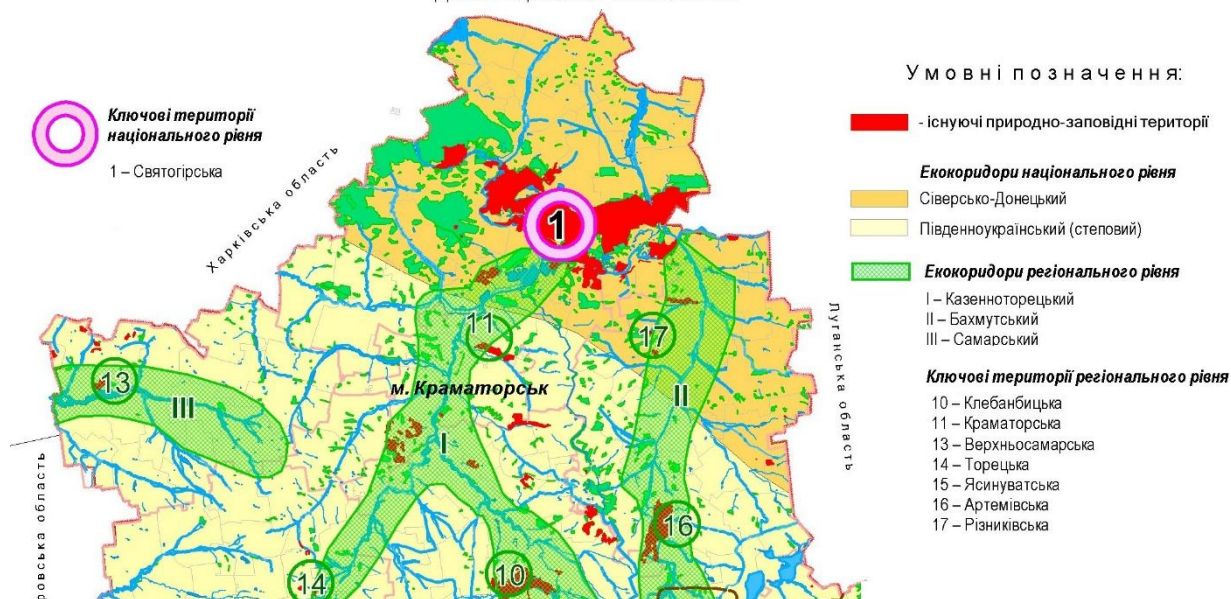 Ключові території
національного рівня
1 – Святогірська
Харківська область
1
11
17
13
III
м. Краматорськ
II
I
16
14
10
Луганська область
ровська область
Умовні позначення:
- існуючі природно-заповідні території
Екокоридори національного рівня
Сіверсько-Донецький
Південноукраїнський (степовий)
Екокоридори регіонального рівня
I – Казенноторецький
II – Бахмутський
III – Самарський
Ключові території регіонального рівня
10 – Клебанбицька
11 – Краматорська
13 – Верхньосамарська
14 – Торецька
15 – Ясинуватська
16 – Артемівська
17 – Різниківська